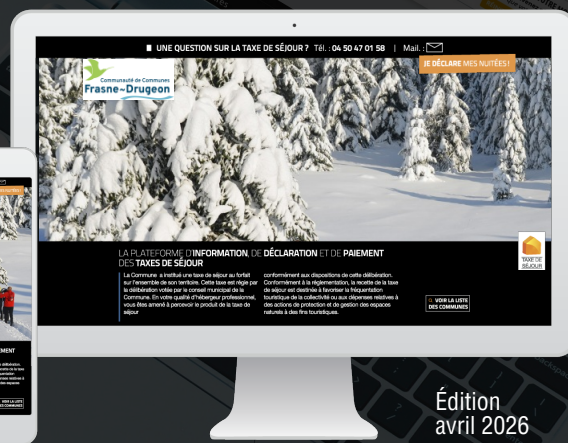 UNE QUESTION SUR LA TAXE DE SÉJOUR ? Tél. : 04 50 47 01 58 | Mail. :
JE DÉCLARE MES NUITÉES !
Communauté de Communes
Frasne~Drugeon
LA PLATEFORME D'INFORMATION, DE DÉCLARATION ET DE PAIEMENT
DES TAXES DE SÉJOUR
La Commune a institué une taxe de séjour au forfait
sur l'ensemble de son territoire. Cette taxe est régie par
la délibération votée par le conseil municipal de la
Commune. En votre qualité d'hébergeur professionnel,
vous êtes amené à percevoir le produit de la taxe de
séjour
conformément aux dispositions de cette délibération.
Conformément à la réglementation, la recette de la taxe
de séjour est destinée à favoriser la fréquentation
touristique de la collectivité ou aux dépenses relatives à
des actions de protection et de gestion des espaces
naturels à des fins touristiques.
TAXE DE
SÉJOUR
VOIR LA LISTE
DES COMMUNES
Édition
avril 2026